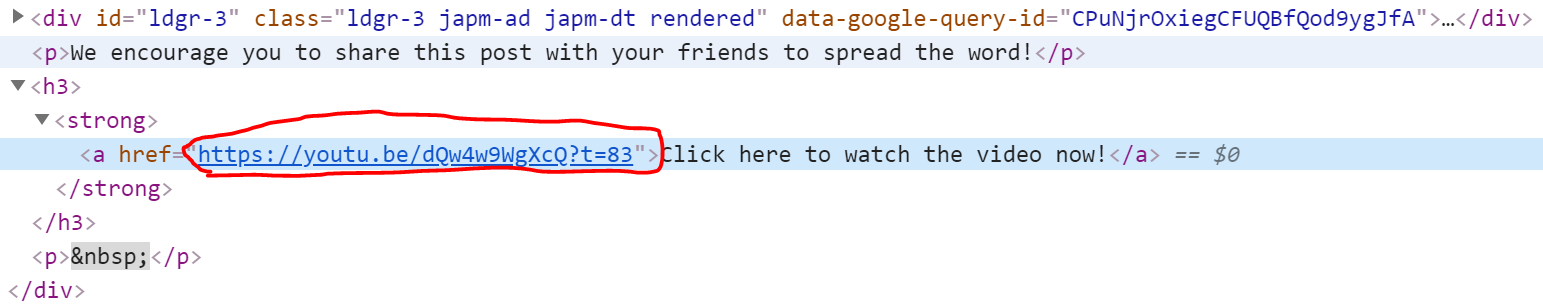 <div id="ldgr-3" class="ldgr-3 japm-ad japm-dt rendered" data-google-query-id="CPuNjrOxiegCFUQBfQod9ygJfA">…</div>
<p>We encourage you to share this post with your friends to spread the word!</p>
<h3>
<strong>
<a href="https://youtu.be/dQw4w9WgXcQ?t=83">Click here to watch the video now!</a> == $0
</strong>
</h3>
<p>&nbsp;</p>
</div>